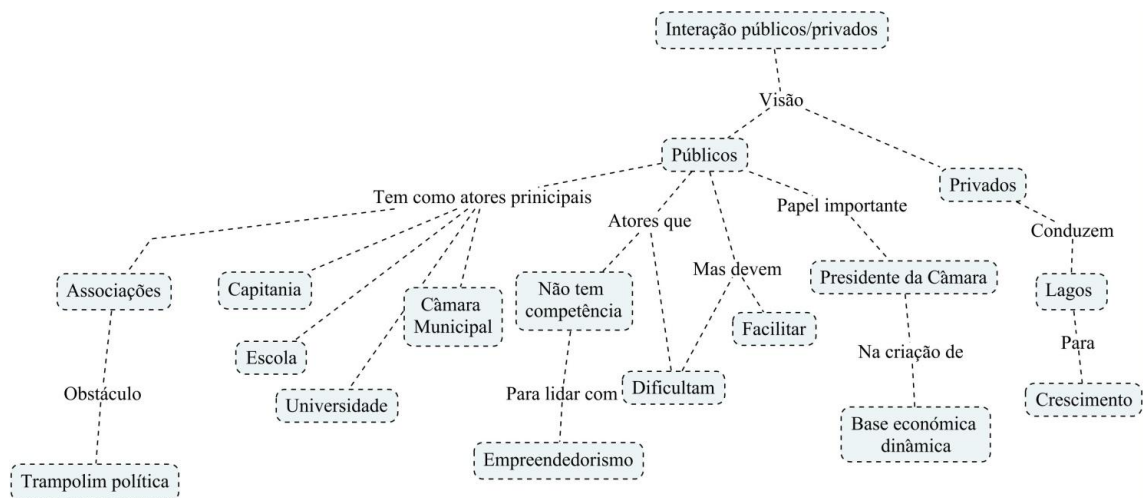 Interação públicos/privados
Visão
Públicos
Privados
Tem como atores prinicipais
Papel importante
Atores que
Conduzem
Mas devem
Associações
Capitania
Câmara
Municipal
Não tem
competência
Presidente da Câmara
Lagos
Facilitar
Escola
Na criação de
Para
Obstáculo
Universidade
Para lidar com
Dificultam
Crescimento
Base económica
dinâmica
Empreendedorismo
Trampolim política